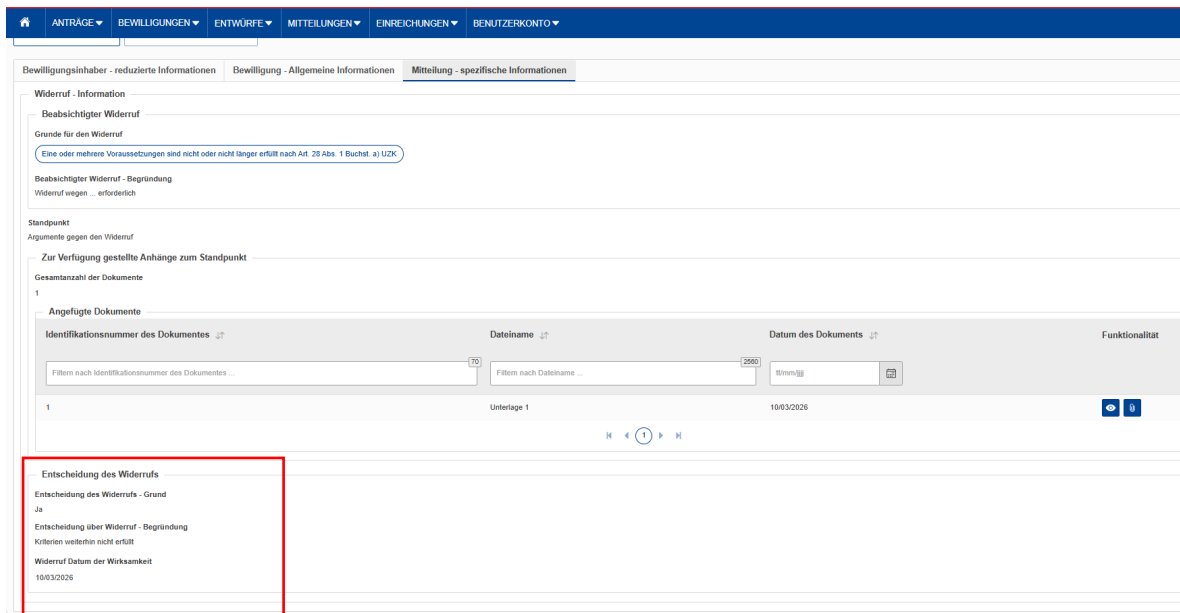 ANTRÄGE BEWILLIGUNGEN ENTWÜRFE MITTEILUNGEN EINREICHUNGEN BENUTZERKONTO
Bewilligungsinhaber - reduzierte Informationen Bewilligung - Allgemeine Informationen Mitteilung - spezifische Informationen
Widerruf - Information
Beabsichtigter Widerruf
Grunde für den Widerruf
Eine oder mehrere Voraussetzungen sind nicht oder nicht länger erfüllt nach Art. 28 Abs. 1 Buchst. a) UZK
Beabsichtigter Widerruf - Begründung
Widerruf wegen ... erforderlich
Standpunkt
Argumente gegen den Widerruf
Zur Verfügung gestellte Anhänge zum Standpunkt
Gesamtanzahl der Dokumente
1
Angefügte Dokumente
Identifikationsnummer des Dokumentes Dateiname Datum des Dokuments Funktionalität
70 2560
Filtern nach Identifikationsnummer des Dokumentes ... Filtern nach Dateiname ... tt/mm/jjjj
1 Unterlage 1 10/03/2026
1
Entscheidung des Widerrufs
Entscheidung des Widerrufs - Grund
Ja
Entscheidung über Widerruf - Begründung
Kriterien weiterhin nicht erfüllt
Widerruf Datum der Wirksamkeit
10/03/2026